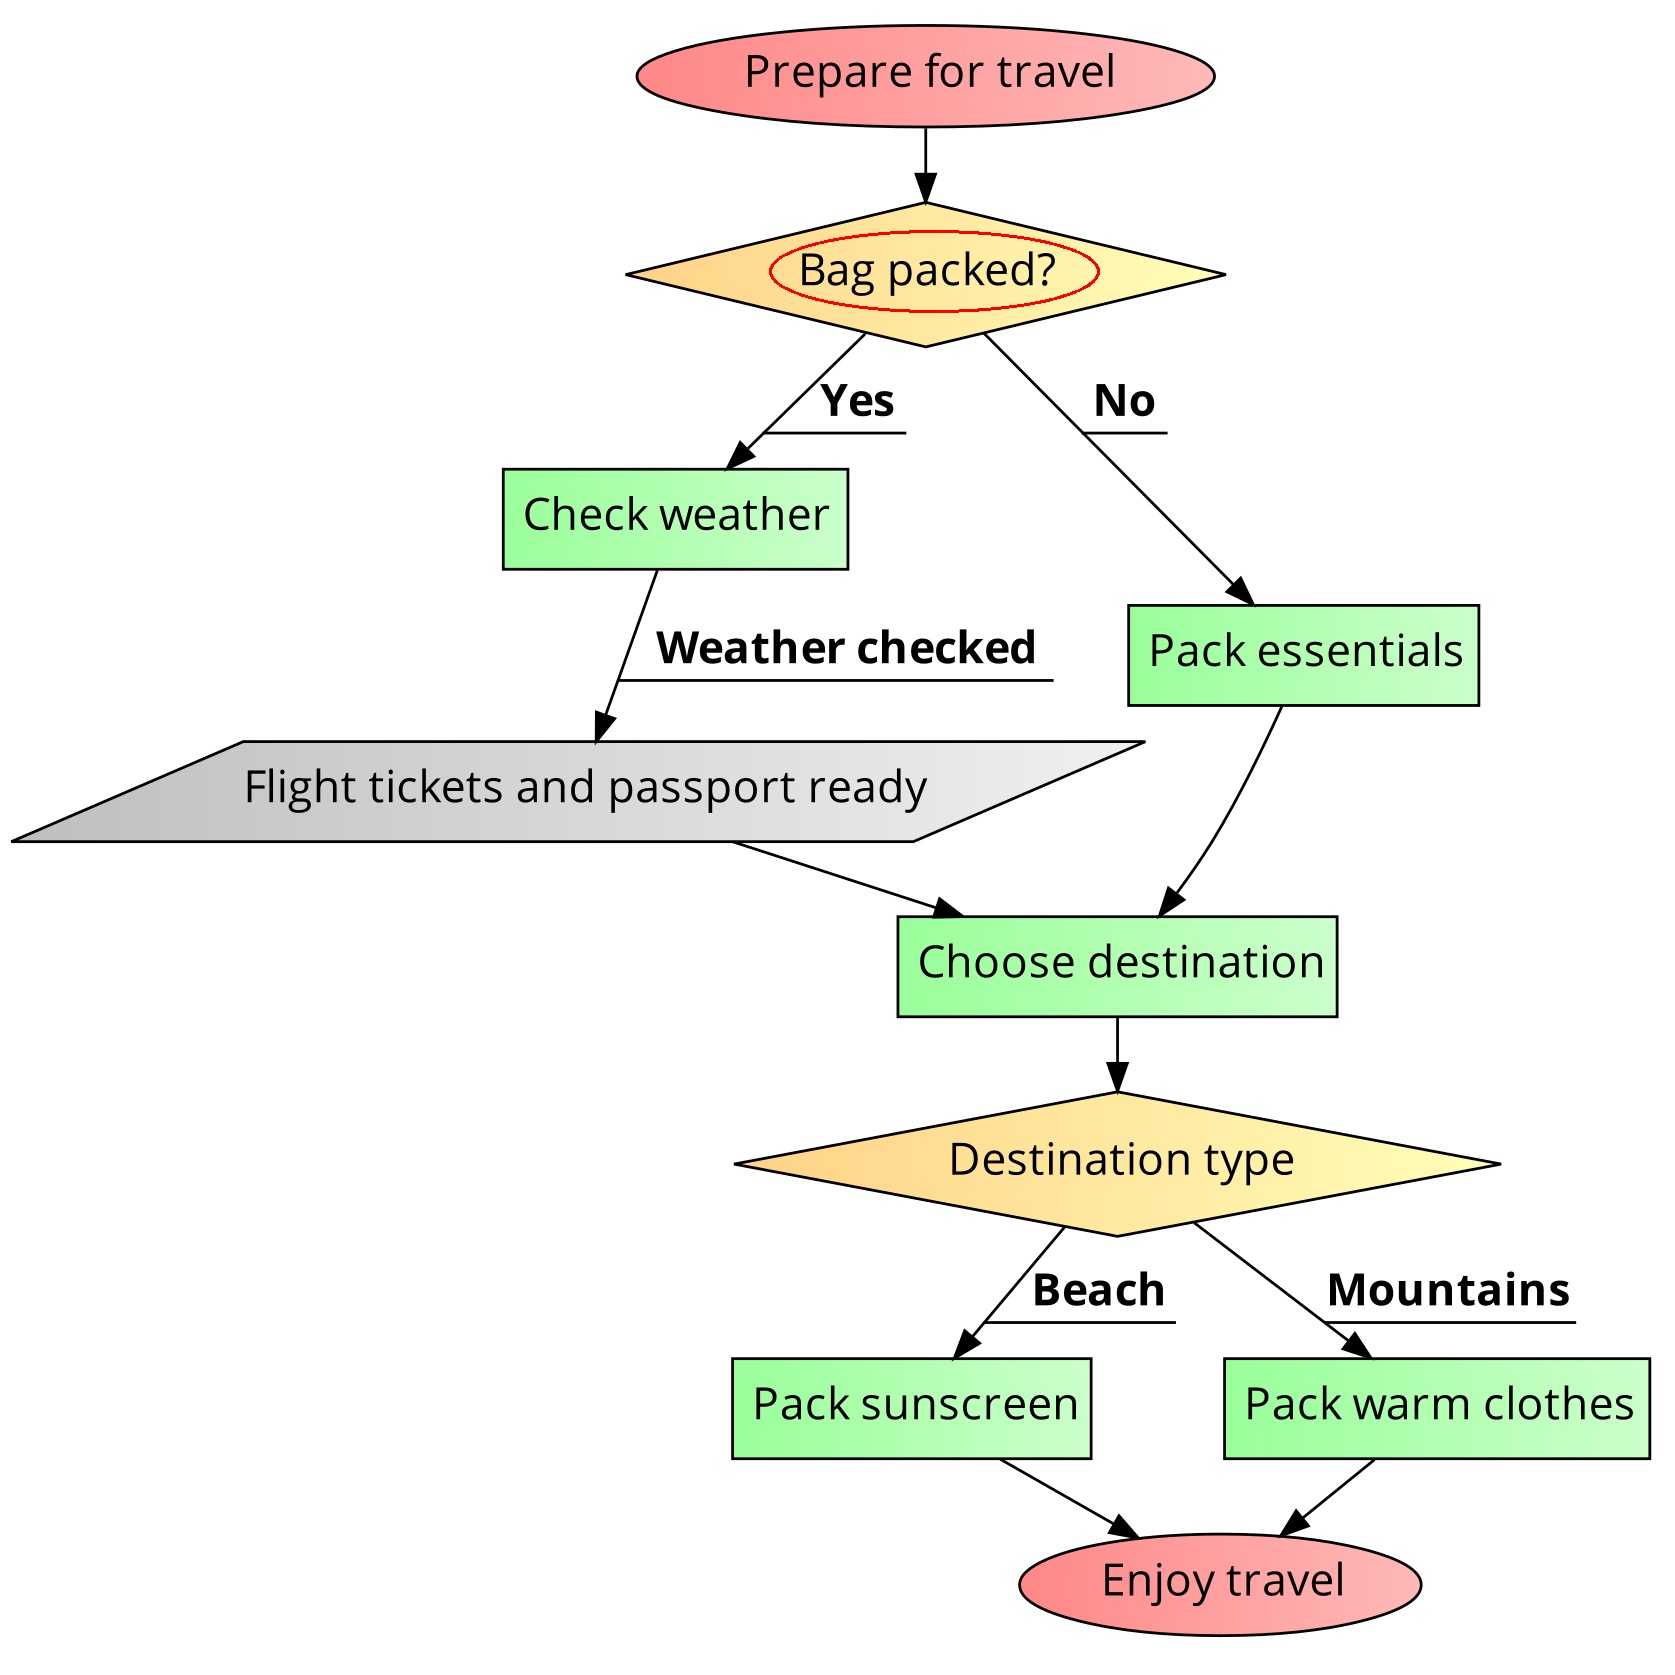 Prepare for travel
Bag packed?
Yes
No
Check weather
Weather checked
Pack essentials
Flight tickets and passport ready
Choose destination
Destination type
Beach
Mountains
Pack sunscreen
Pack warm clothes
Enjoy travel